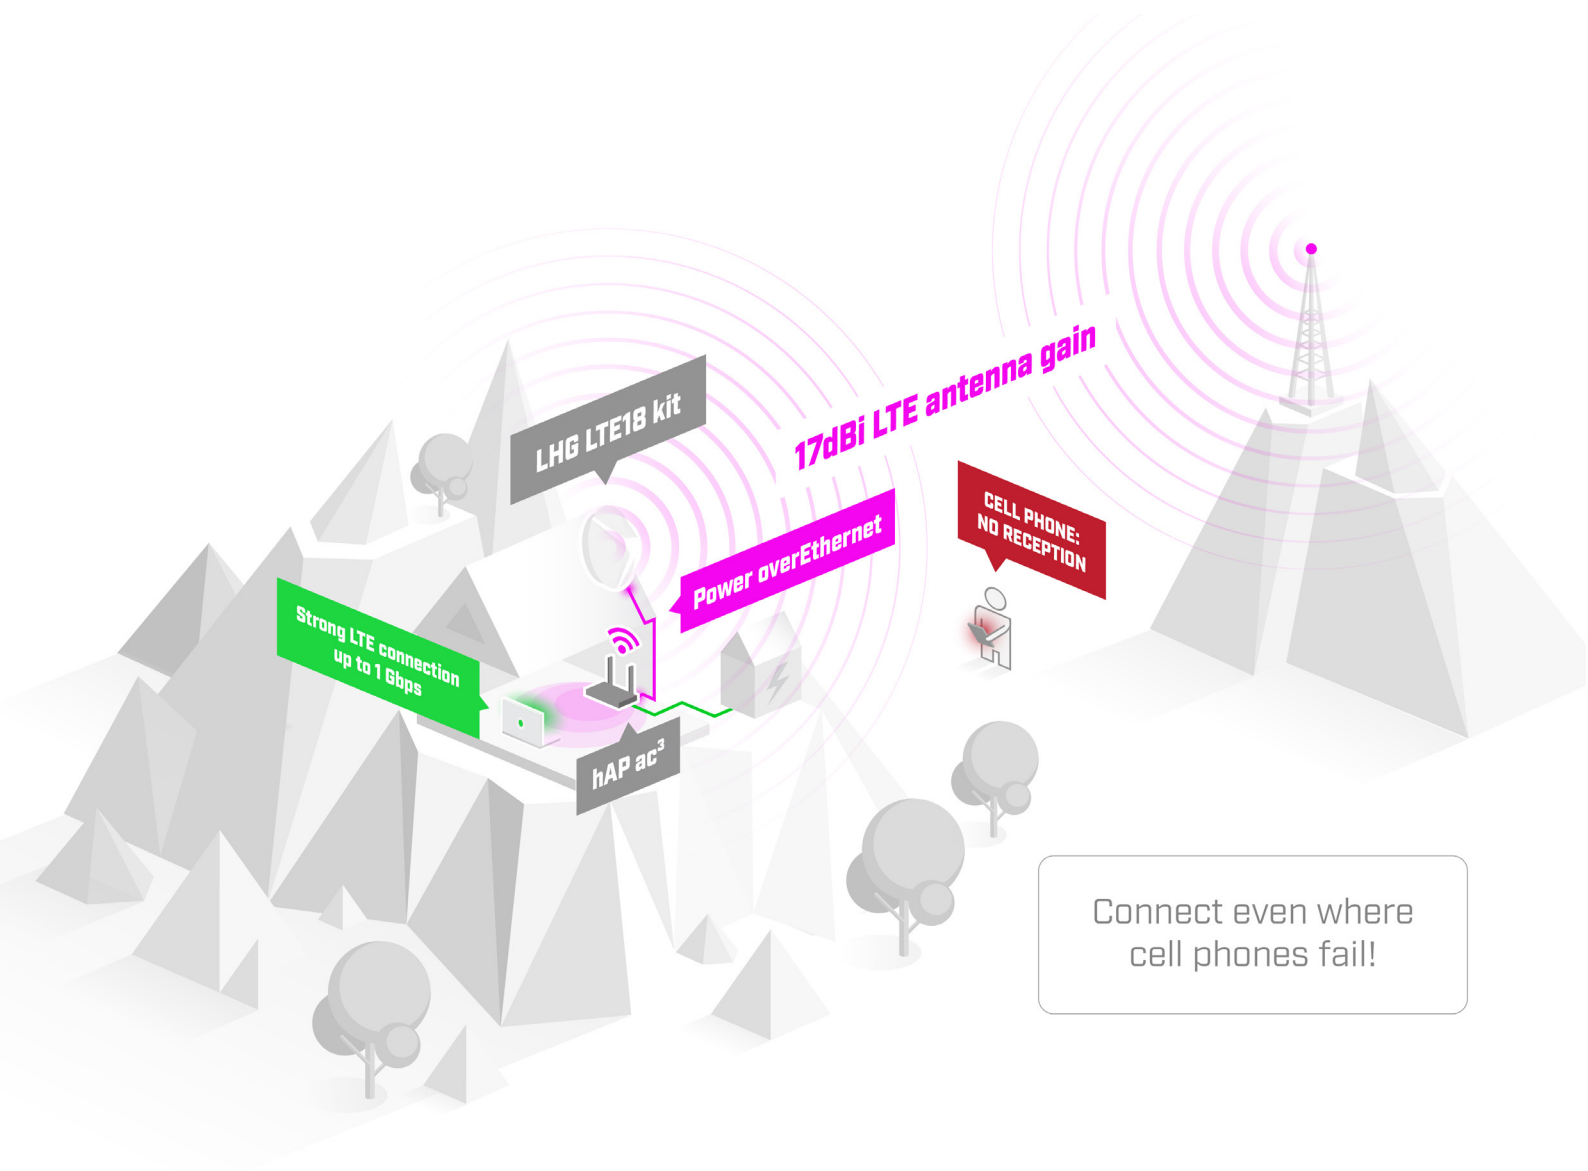 17dBi LTE antenna gain
LHG LTE18 kit
CELL PHONE:
NO RECEPTION
Power overEthernet
Strong LTE connection
up to 1 Gbps
hAP ac³
Connect even where
cell phones fail!